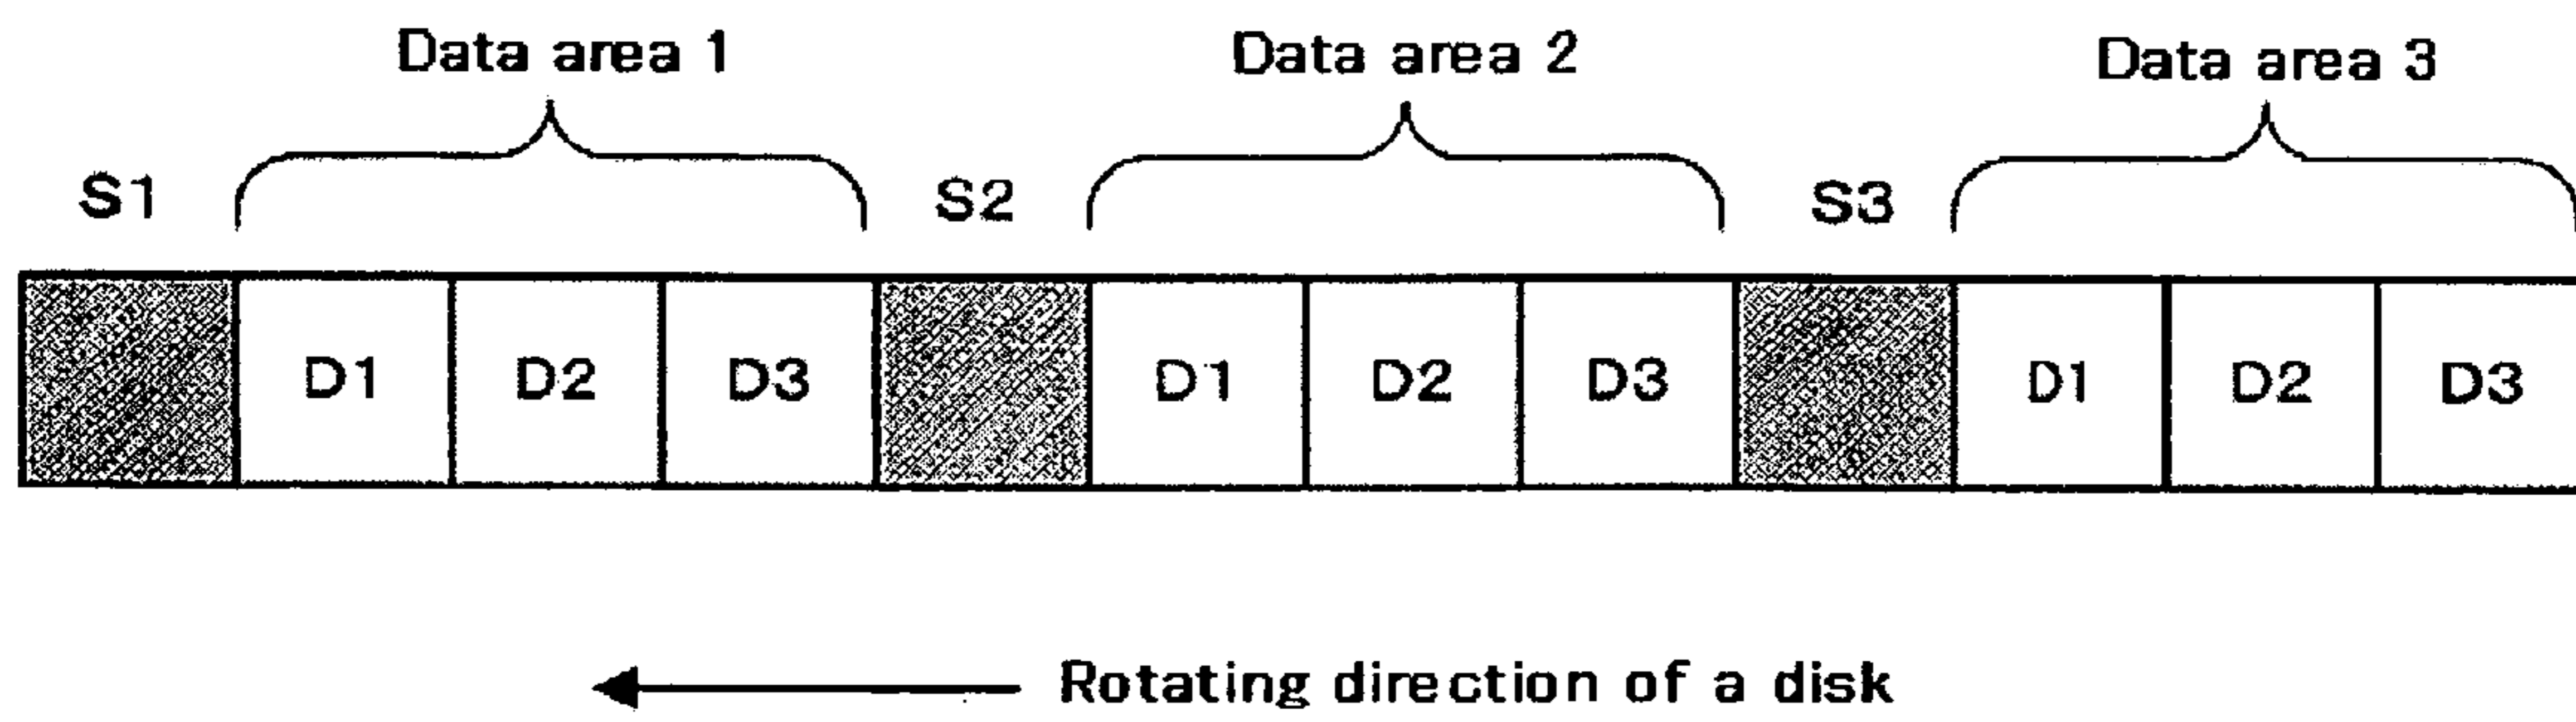 Data area 1 Data area 2 Data area 3
S1 S2 S3
D1 D2 D3 D1 D2 D3 D1 D2 D3
Rotating direction of a disk